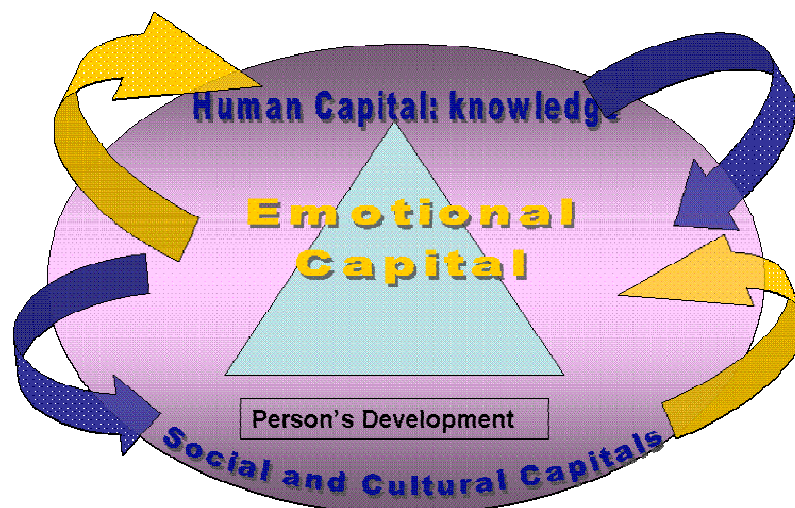 Human Capital: knowledge
Emotional
Capital
Person's Development
Social and Cultural Capitals